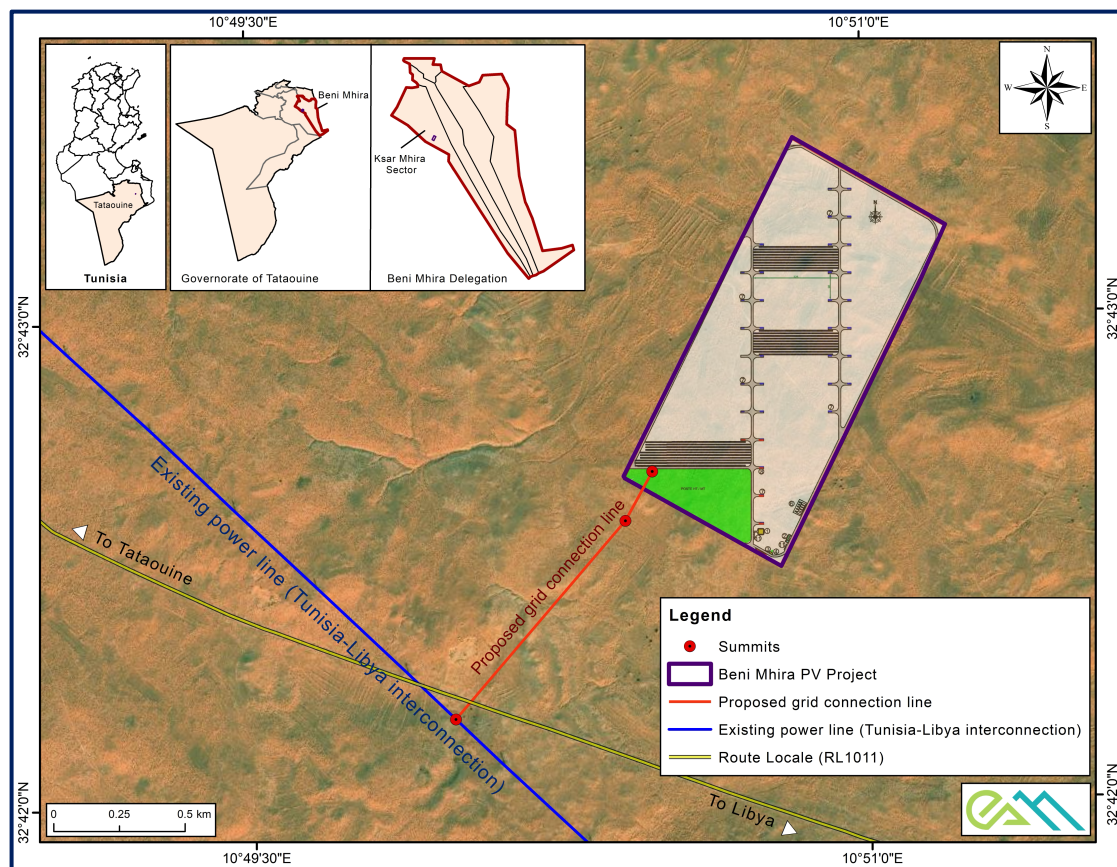 10°49'30"E
10°51'0"E
Tataouine
Tunisia
Beni Mhira
Governorate of Tataouine
Ksar Mhira
Sector
Beni Mhira Delegation
N
W
E
S
N
32°43'0"N
32°43'0"N
Existing power line (Tunisia-Libya interconnection)
To Tataouine
Proposed grid connection line
To Libya
Legend
Summits
Beni Mhira PV Project
Proposed grid connection line
Existing power line (Tunisia-Libya interconnection)
Route Locale (RL1011)
32°42'0"N
32°42'0"N
0 0.25 0.5 km
10°49'30"E
10°51'0"E